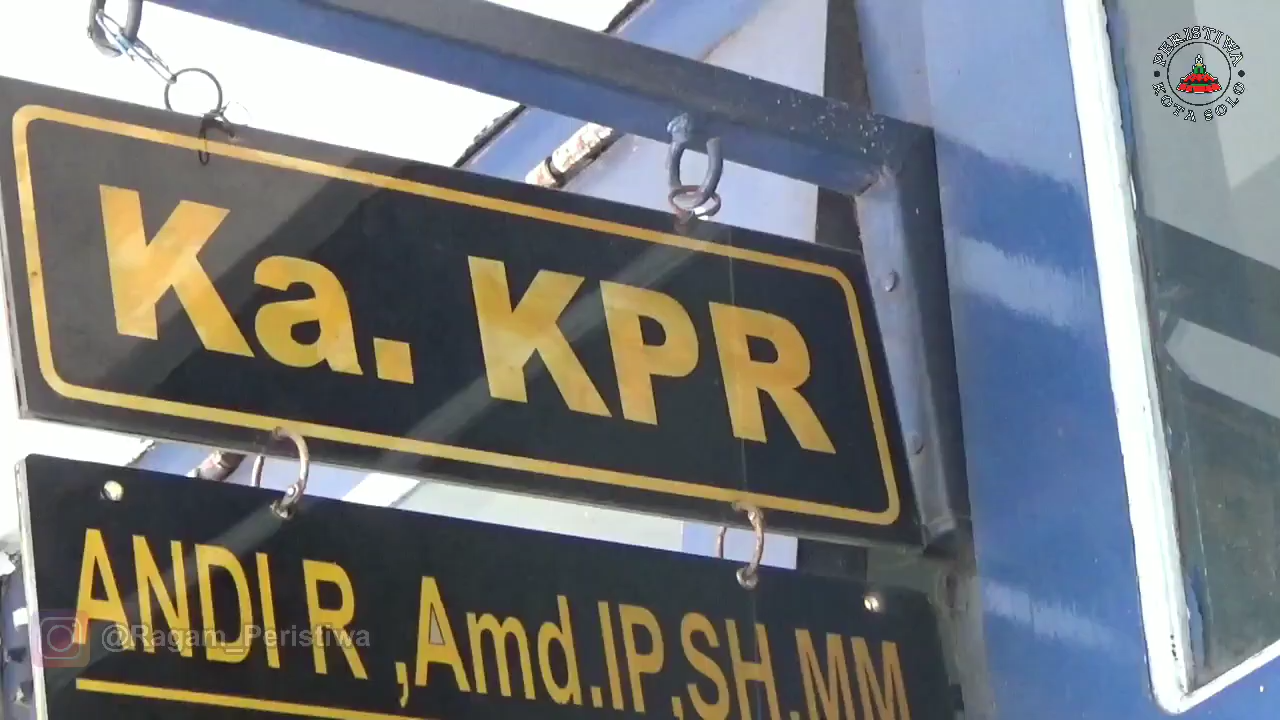 PERISTIWA
KOTA SOLO
Ka. KPR
ANDI R ,Amd.IP.SH.MM
@Ragam_Peristiwa